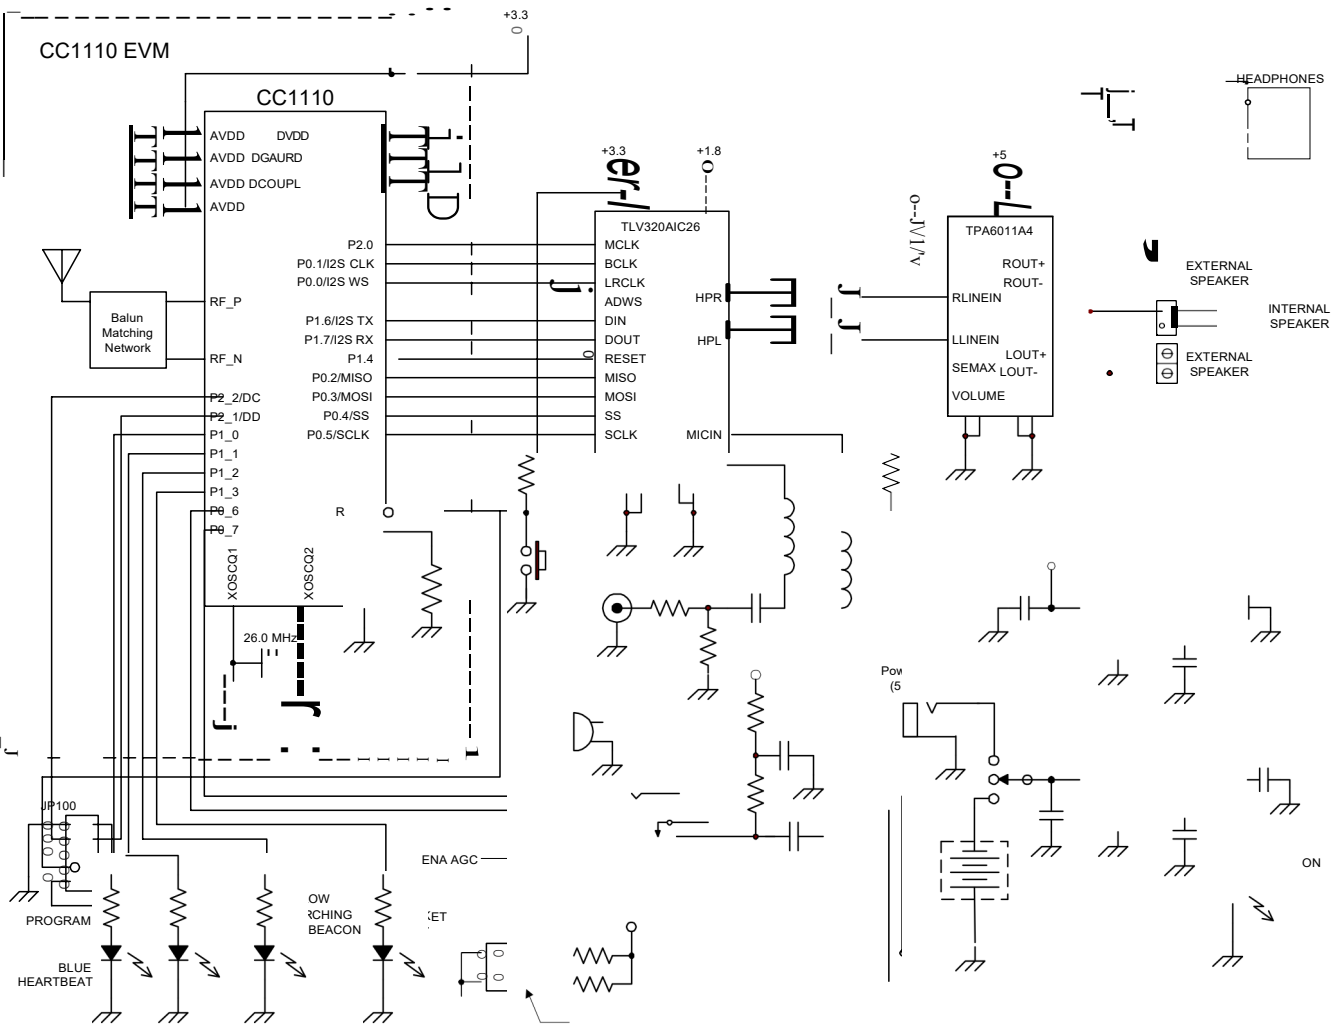 +3.3
CC1110 EVM
CC1110
HEADPHONES
AVDD DVDD
AVDD DGAURD
AVDD DCOUPL
AVDD
+3.3
+1.8
+5
TLV320AIC26
TPA6011A4
P2.0
MCLK
P0.1/I2S CLK
BCLK
P0.0/I2S WS
LRCLK
ADWS
P1.6/I2S TX
DIN
P1.7/I2S RX
DOUT
P1.4
RESET
P0.2/MISO
MISO
P0.3/MOSI
MOSI
P0.4/SS
SS
P0.5/SCLK
SCLK
HPR
HPL
MICIN
ROUT+
ROUT-
RLINEIN
LLINEIN
LOUT+
SEMAX LOUT-
VOLUME
EXTERNAL
SPEAKER
INTERNAL
SPEAKER
EXTERNAL
SPEAKER
RF_P
Balun
Matching
Network
RF_N
P2_2/DC
P2_1/DD
P1_0
P1_1
P1_2
P1_3
P0_6
P0_7
R
XOSCQ1
XOSCQ2
26.0 MHz
Pow
(5
JP100
ENA AGC
ON
PROGRAM
OW
RCHING
BEACON
KET
BLUE
HEARTBEAT